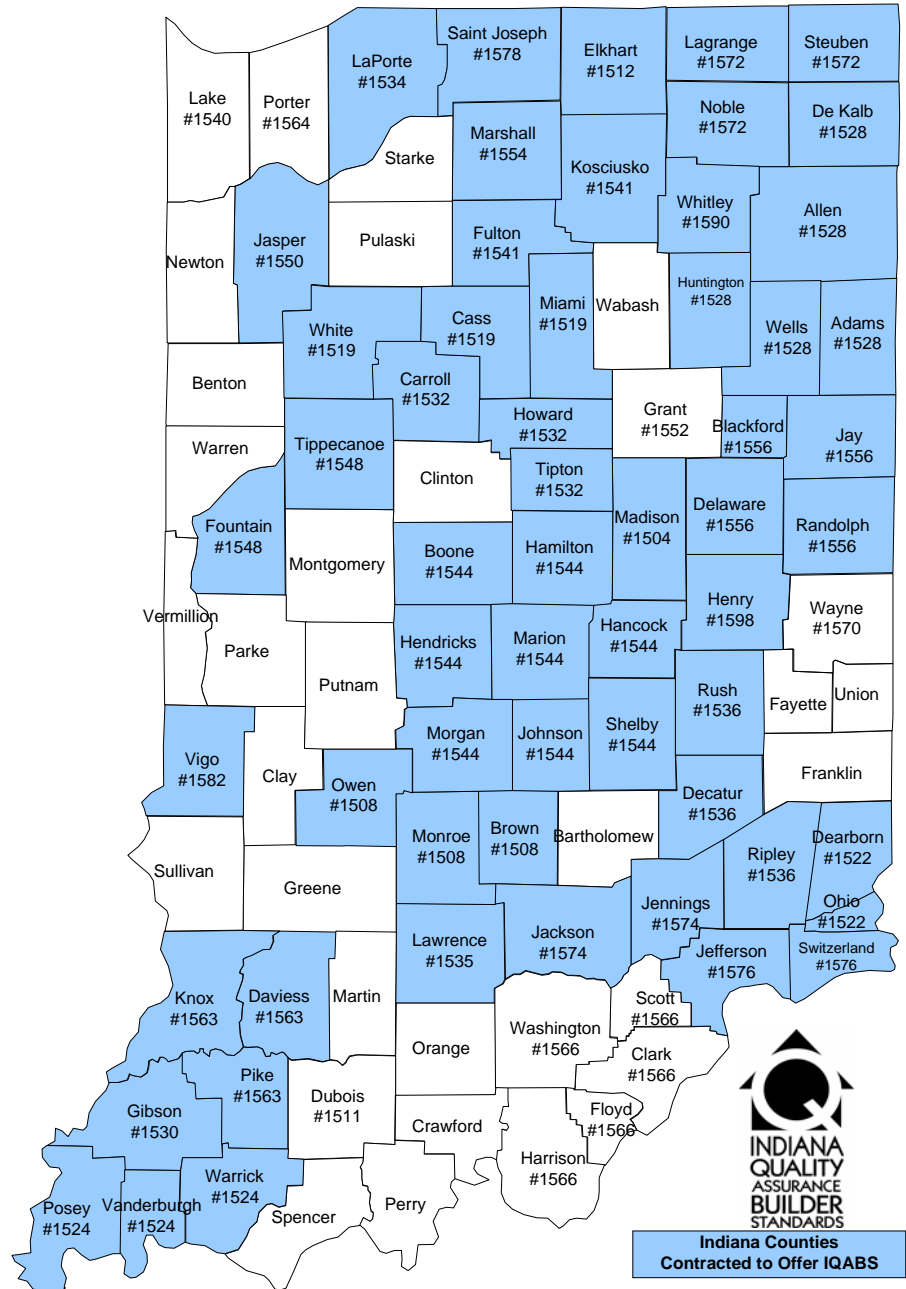 Saint Joseph
#1578
LaPorte
#1534
Elkhart
#1512
Lagrange
#1572
Steuben
#1572
Lake
#1540
Porter
#1564
Noble
#1572
De Kalb
#1528
Marshall
#1554
Starke
Kosciusko
#1541
Whitley
#1590
Allen
#1528
Newton
Jasper
#1550
Pulaski
Fulton
#1541
Miami
#1519
Wabash
Huntington
#1528
White
#1519
Cass
#1519
Wells
#1528
Adams
#1528
Benton
Carroll
#1532
Howard
#1532
Grant
#1552
Blackford
#1556
Jay
#1556
Warren
Tippecanoe
#1548
Clinton
Tipton
#1532
Madison
#1504
Delaware
#1556
Randolph
#1556
Fountain
#1548
Montgomery
Boone
#1544
Hamilton
#1544
Henry
#1598
Wayne
#1570
Vermillion
Parke
Putnam
Hendricks
#1544
Marion
#1544
Hancock
#1544
Rush
#1536
Fayette
Union
Vigo
#1582
Clay
Owen
#1508
Morgan
#1544
Johnson
#1544
Shelby
#1544
Franklin
Decatur
#1536
Sullivan
Greene
Monroe
#1508
Brown
#1508
Bartholomew
Ripley
#1536
Dearborn
#1522
Ohio
#1522
Lawrence
#1535
Jackson
#1574
Jennings
#1574
Jefferson
#1576
Switzerland
#1576
Knox
#1563
Daviess
#1563
Martin
Orange
Washington
#1566
Scott
#1566
Clark
#1566
Gibson
#1530
Pike
#1563
Dubois
#1511
Crawford
Floyd
#1566
Harrison
#1566
Posey
#1524
Vanderburgh
#1524
Warrick
#1524
Spencer
Perry
INDIANA
QUALITY
ASSURANCE
BUILDER
STANDARDS
Indiana Counties
Contracted to Offer IQABS